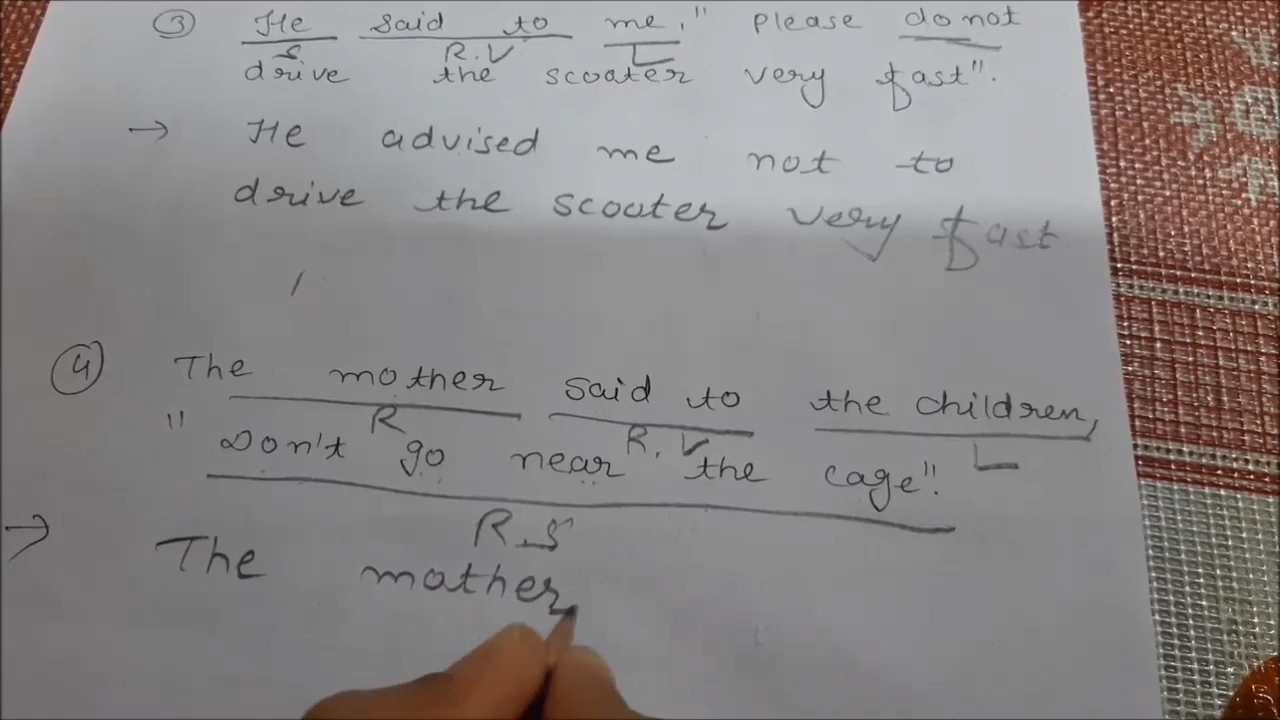 ③ He said to me, " please do not
S R.V L
drive the scooter very fast".
→ He advised me not to
drive the scooter very fast
④ The mother said to the children,
R R.V L
" Don't go near the cage".
R.S
→ The mother